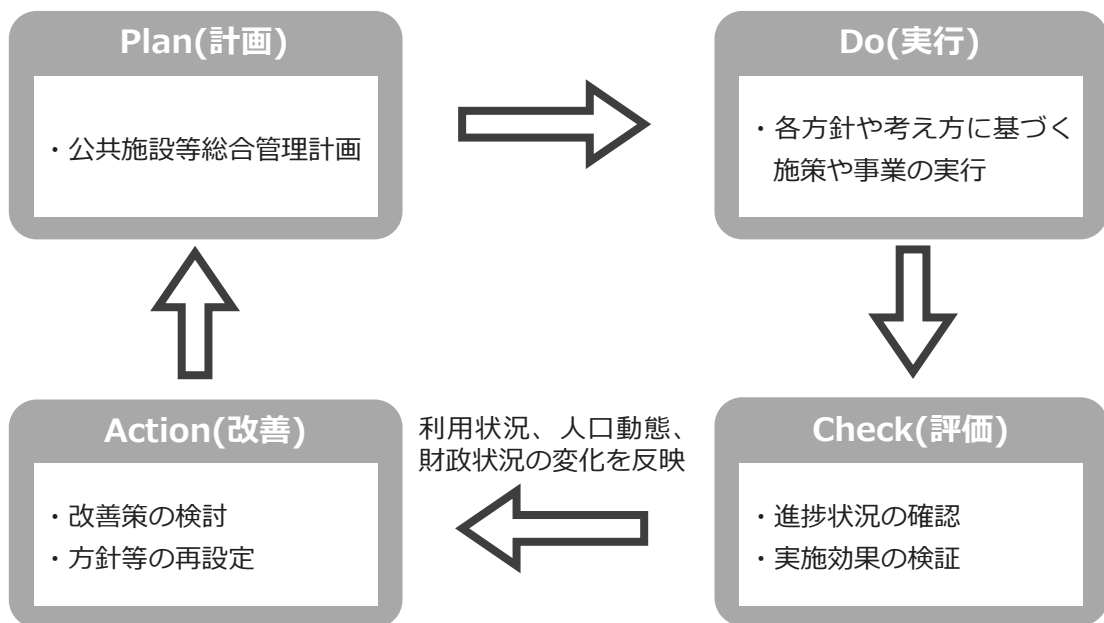 Plan(計画)
・公共施設等総合管理計画
Do(実行)
・各方針や考え方に基づく
施策や事業の実行
Check(評価)
・進捗状況の確認
・実施効果の検証
利用状況、人口動態、
財政状況の変化を反映
Action(改善)
・改善策の検討
・方針等の再設定